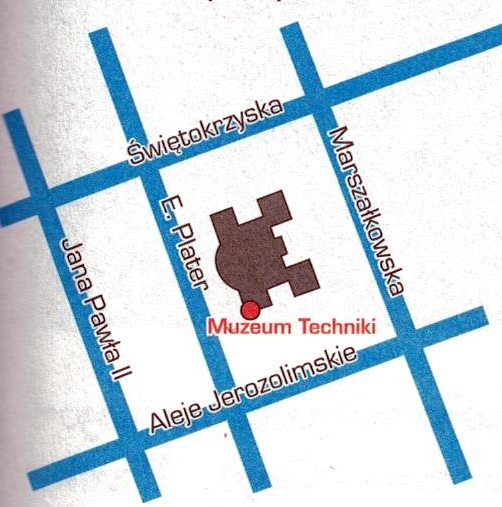 Świętokrzyska
Marszałkowska
E. Plater
Jana Pawła II
Muzeum Techniki
Aleje Jerozolimskie